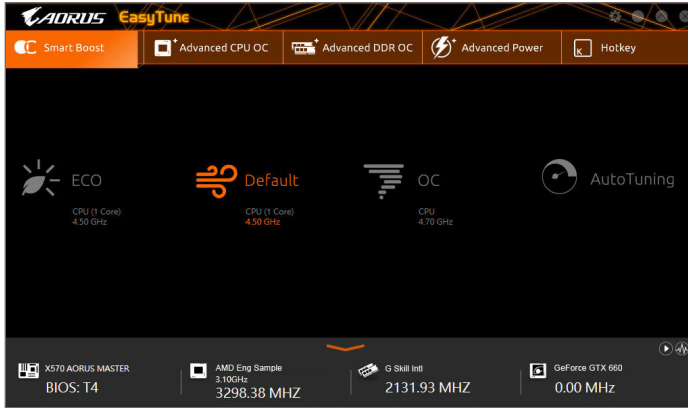 AORUS EasyTune
Smart Boost
Advanced CPU OC
Advanced DDR OC
Advanced Power
K
Hotkey
ECO
CPU (1 Core)
4.50 GHz
Default
CPU (1 Core)
4.50 GHz
OC
CPU
4.70 GHz
AutoTuning
X570 AORUS MASTER
BIOS: T4
AMD Eng Sample
3.10GHz
3298.38 MHZ
G Skill Intl
2131.93 MHZ
GeForce GTX 660
0.00 MHz